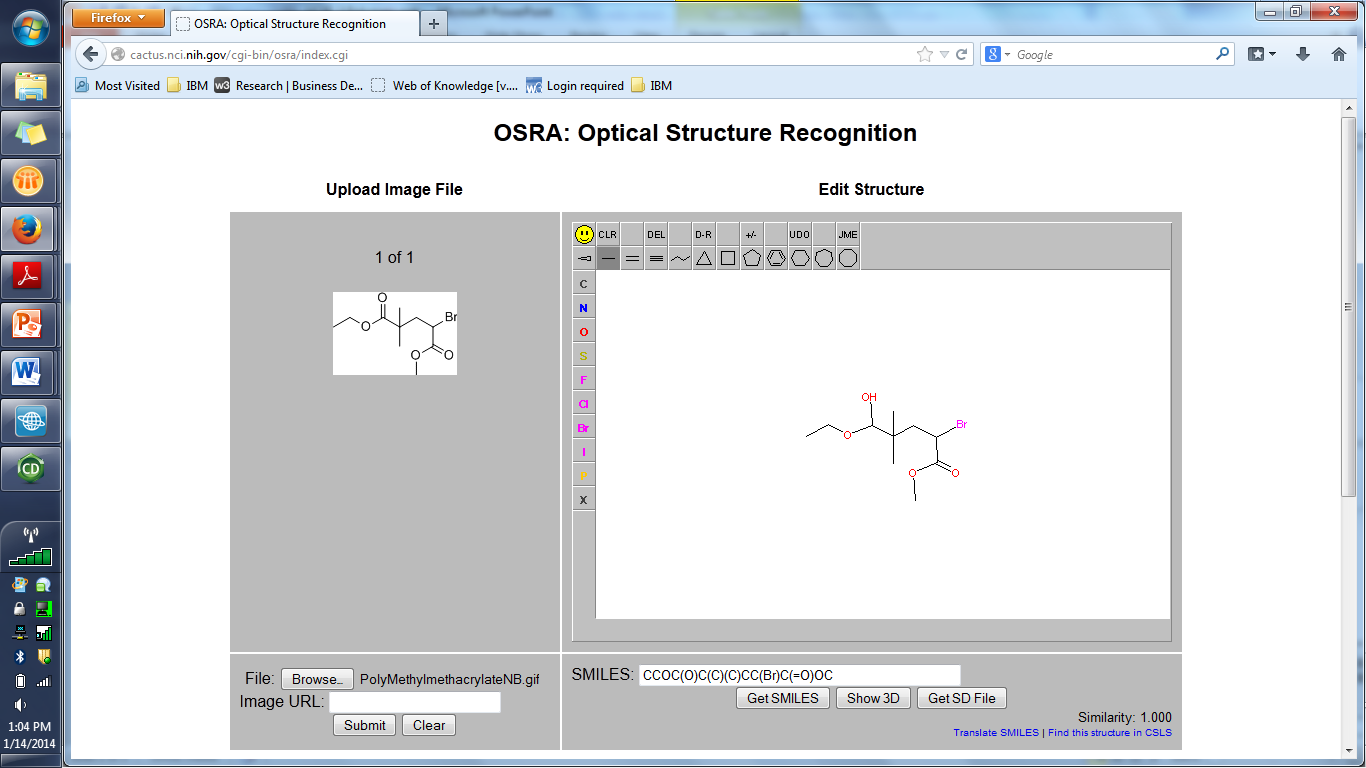 Firefox
OSRA: Optical Structure Recognition
cactus.nci.nih.gov/cgi-bin/osra/index.cgi
Google
Most Visited
IBM
Research | Business De...
Web of Knowledge [v....
Login required
IBM
OSRA: Optical Structure Recognition
Upload Image File
Edit Structure
1 of 1
O
O
Br
O
O
CLR
DEL
D-R
+/-
UDO
JME
C
N
O
S
F
Cl
Br
I
P
X
OH
O
Br
O
O
File:
Browse..
PolyMethylmethacrylateNB.gif
Image URL:
Submit
Clear
SMILES: CCOC(O)C(C)(C)CC(Br)C(=O)OC
Get SMILES
Show 3D
Get SD File
Similarity: 1.000
Translate SMILES | Find this structure in CSLS
CD
1:04 PM
1/14/2014